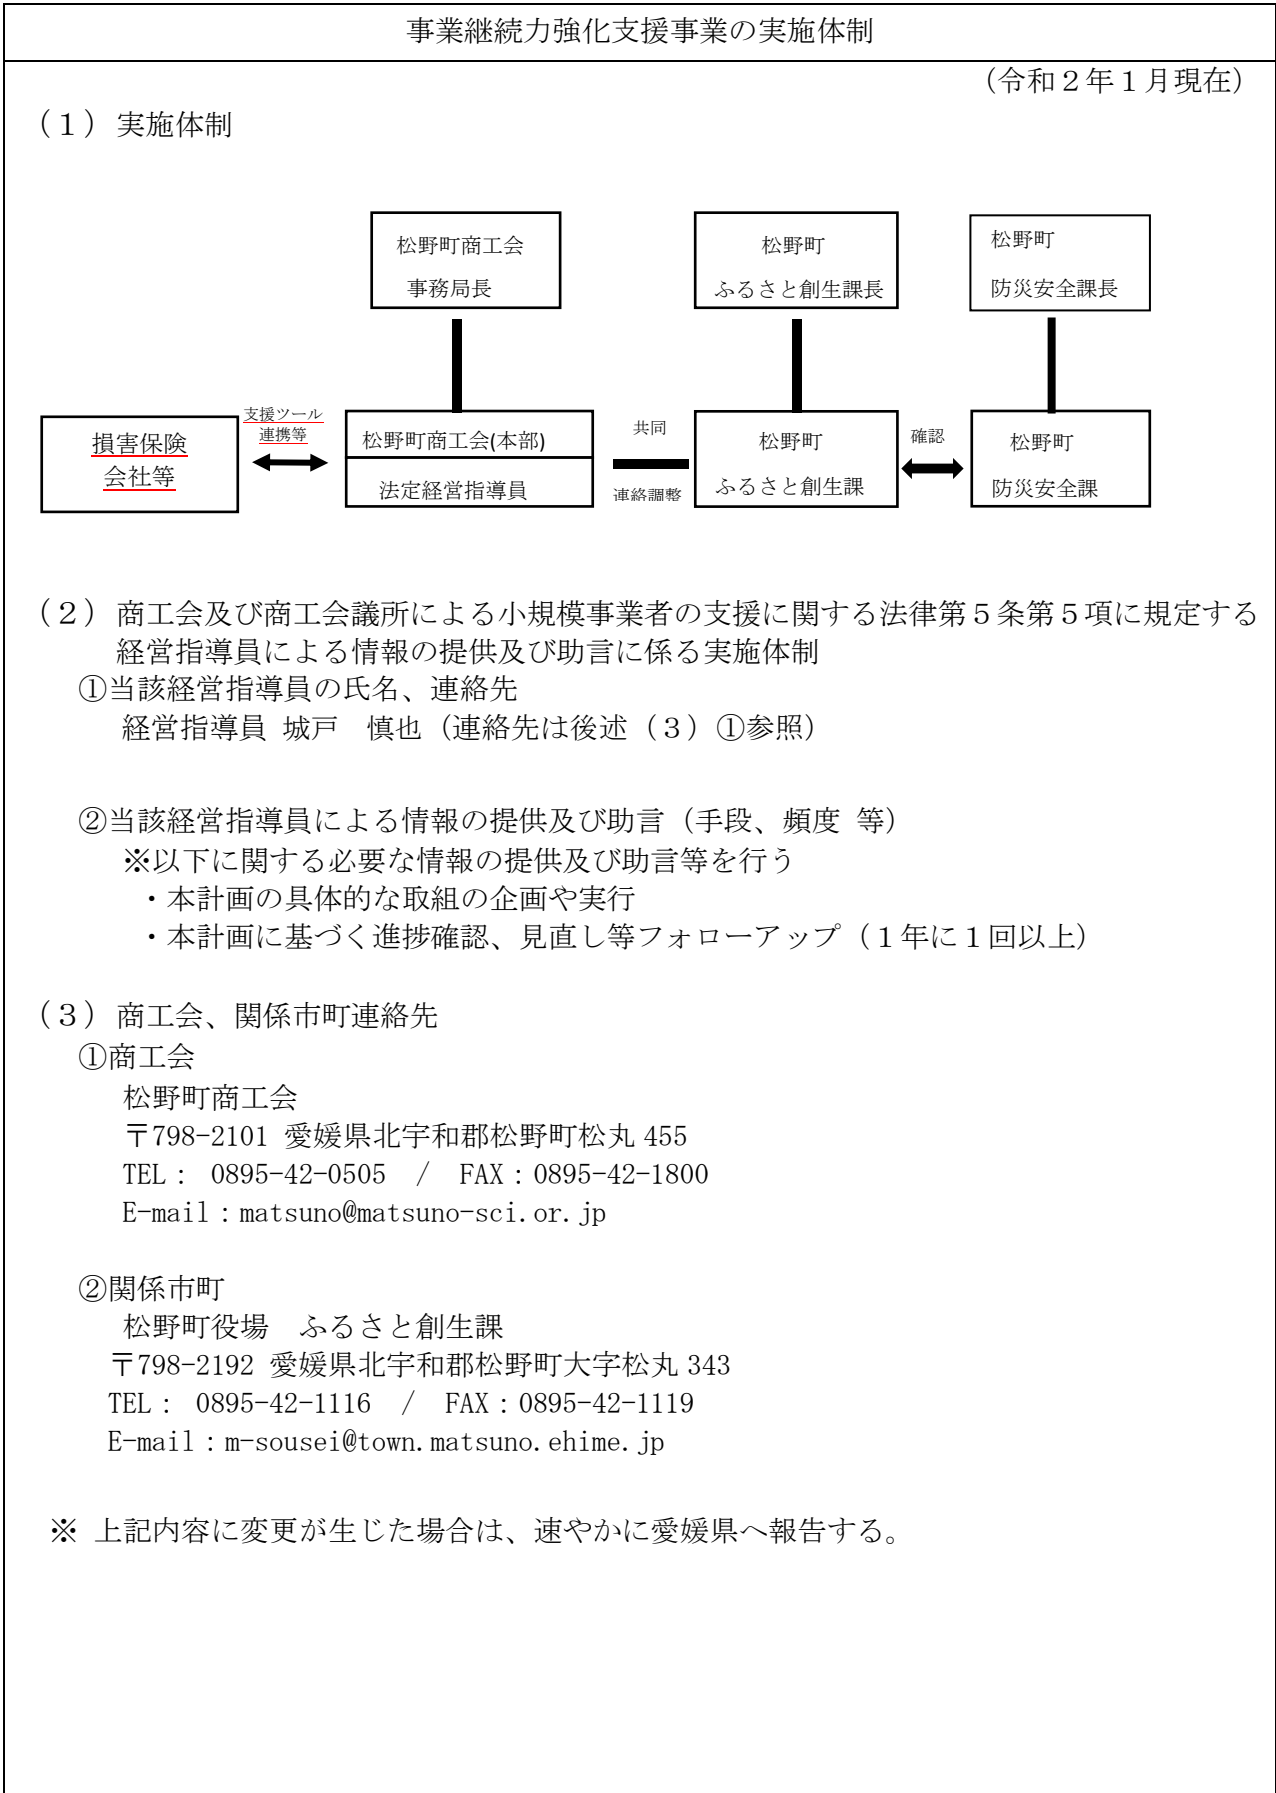 事業継続力強化支援事業の実施体制
（令和２年１月現在）
（１）実施体制
松野町商工会
事務局長
松野町
ふるさと創生課長
松野町
防災安全課長
損害保険
会社等
支援ツール
連携等
松野町商工会(本部)
法定経営指導員
共同
連絡調整
松野町
ふるさと創生課
確認
松野町
防災安全課
（２）商工会及び商工会議所による小規模事業者の支援に関する法律第５条第５項に規定する
経営指導員による情報の提供及び助言に係る実施体制
①当該経営指導員の氏名、連絡先
経営指導員 城戸　慎也（連絡先は後述（３）①参照）
②当該経営指導員による情報の提供及び助言（手段、頻度 等）
※以下に関する必要な情報の提供及び助言等を行う
・本計画の具体的な取組の企画や実行
・本計画に基づく進捗確認、見直し等フォローアップ（１年に１回以上）
（３）商工会、関係市町連絡先
①商工会
松野町商工会
〒798-2101 愛媛県北宇和郡松野町松丸 455
TEL： 0895-42-0505 / FAX：0895-42-1800
E-mail：matsuno@matsuno-sci.or.jp
②関係市町
松野町役場　ふるさと創生課
〒798-2192 愛媛県北宇和郡松野町大字松丸 343
TEL： 0895-42-1116 / FAX：0895-42-1119
E-mail：m-sousei@town.matsuno.ehime.jp
※ 上記内容に変更が生じた場合は、速やかに愛媛県へ報告する。